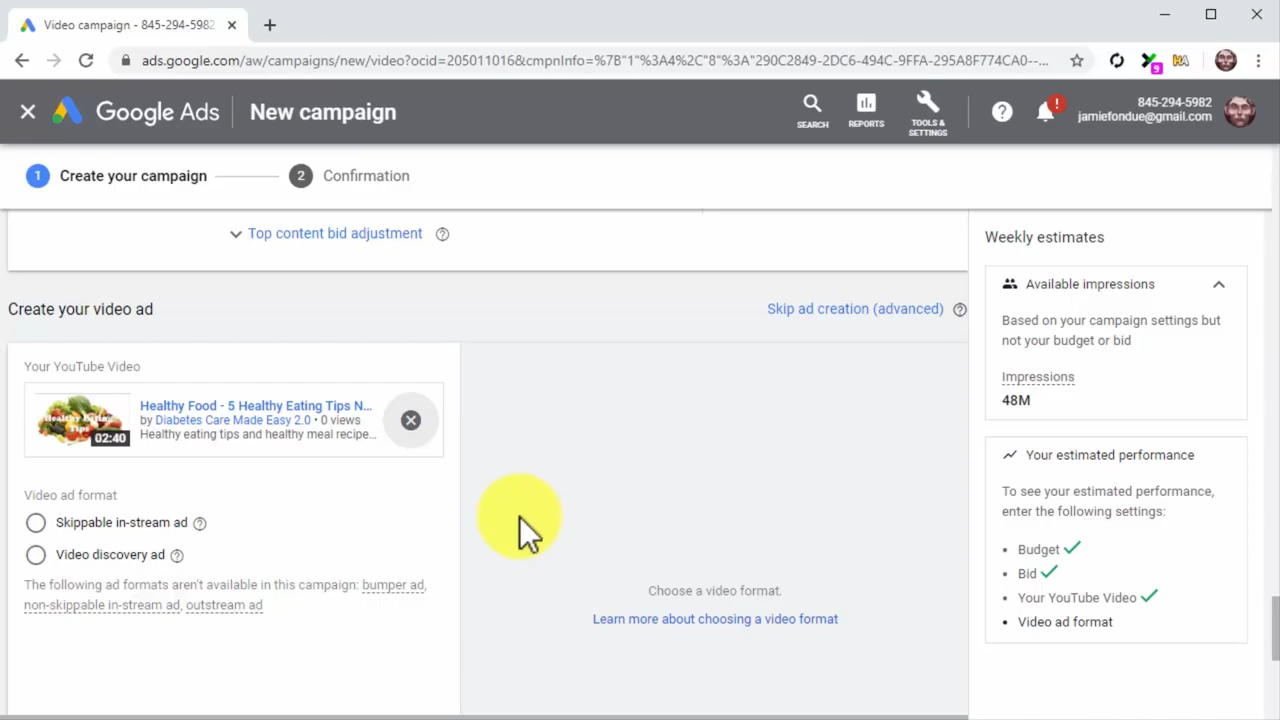 Video campaign - 845-294-5982
ads.google.com/aw/campaigns/new/video?ocid=205011016&cmpnInfo=%7B"1"%3A4%2C"8"%3A"290C2849-2DC6-494C-9FFA-295A8F774CA0--...
9
Google Ads
New campaign
SEARCH
REPORTS
TOOLS &
SETTINGS
?
!
845-294-5982
jamiefondue@gmail.com
1 Create your campaign
2 Confirmation
Top content bid adjustment ?
Create your video ad
Skip ad creation (advanced) ?
Your YouTube Video
Healthy Eating
Tips
02:40
Healthy Food - 5 Healthy Eating Tips N...
by Diabetes Care Made Easy 2.0 • 0 views
Healthy eating tips and healthy meal recipe...
Video ad format
Skippable in-stream ad ?
Video discovery ad ?
The following ad formats aren't available in this campaign: bumper ad,
non-skippable in-stream ad, outstream ad
Choose a video format.
Learn more about choosing a video format
Weekly estimates
Available impressions
Based on your campaign settings but
not your budget or bid
Impressions
48M
Your estimated performance
To see your estimated performance,
enter the following settings:
• Budget
• Bid
• Your YouTube Video
• Video ad format